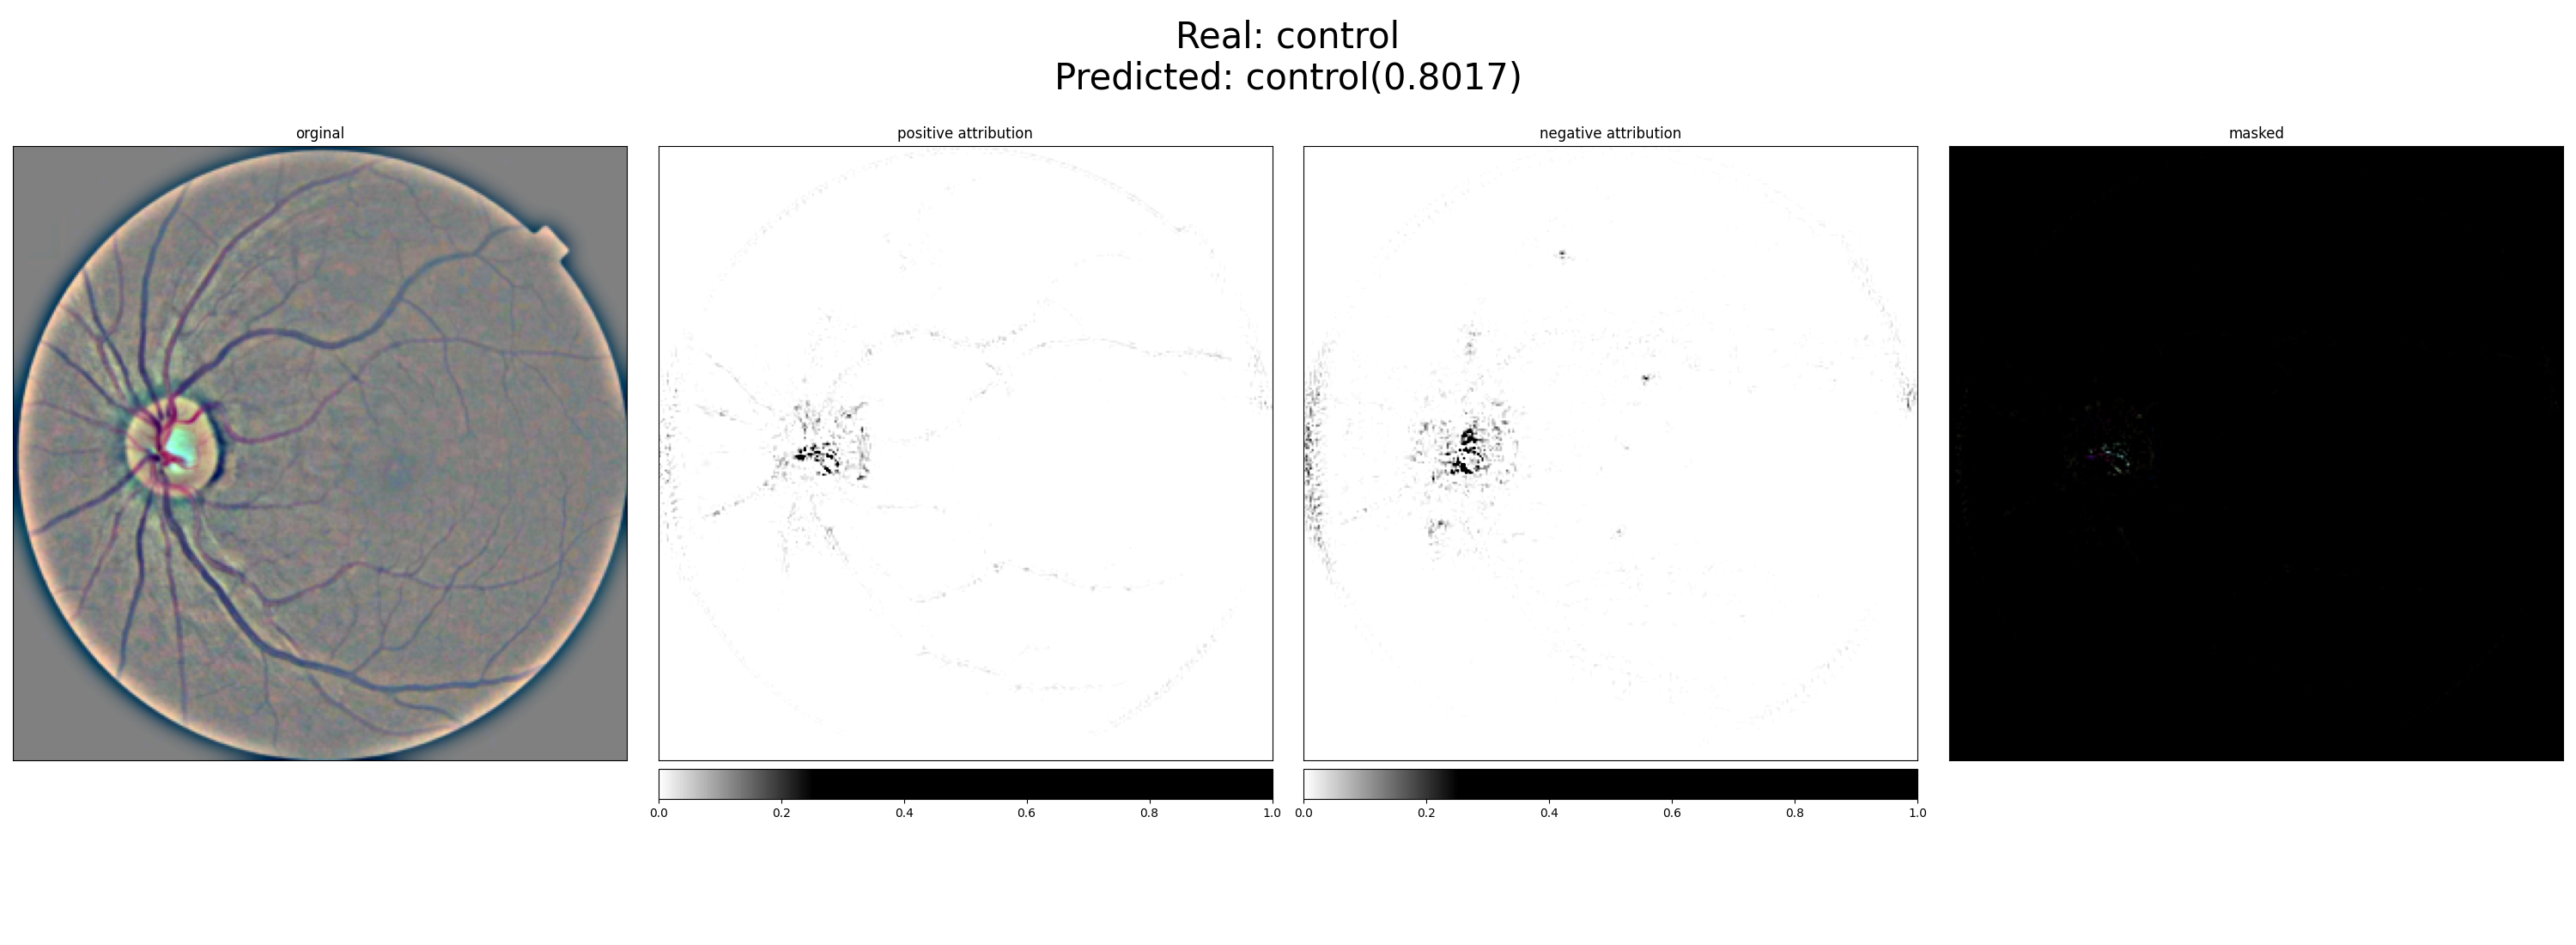 Real: control
Predicted: control(0.8017)
orginal
positive attribution
negative attribution
masked
0.0 0.2 0.4 0.6 0.8 1.0
0.0 0.2 0.4 0.6 0.8 1.0